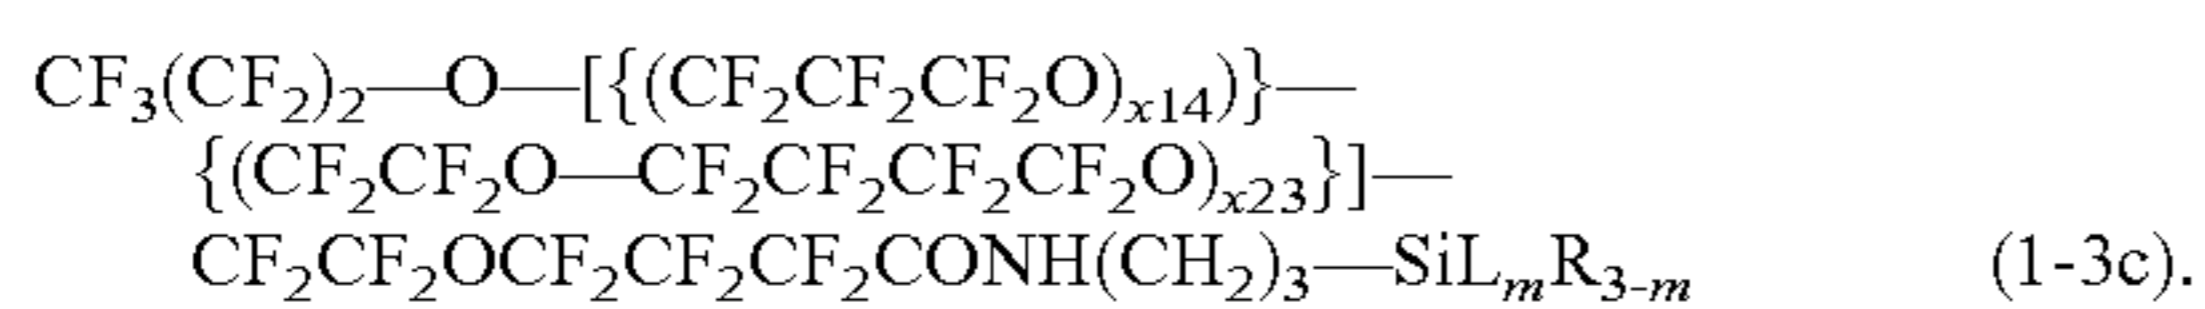 CF₃(CF₂)₂—O—[{(CF₂CF₂CF₂O)ₓ₁₄)}—
{(CF₂CF₂O—CF₂CF₂CF₂CF₂O)ₓ₂₃}]—
CF₂CF₂OCF₂CF₂CF₂CONH(CH₂)₃—SiLₘR₃₋ₘ (1-3c).